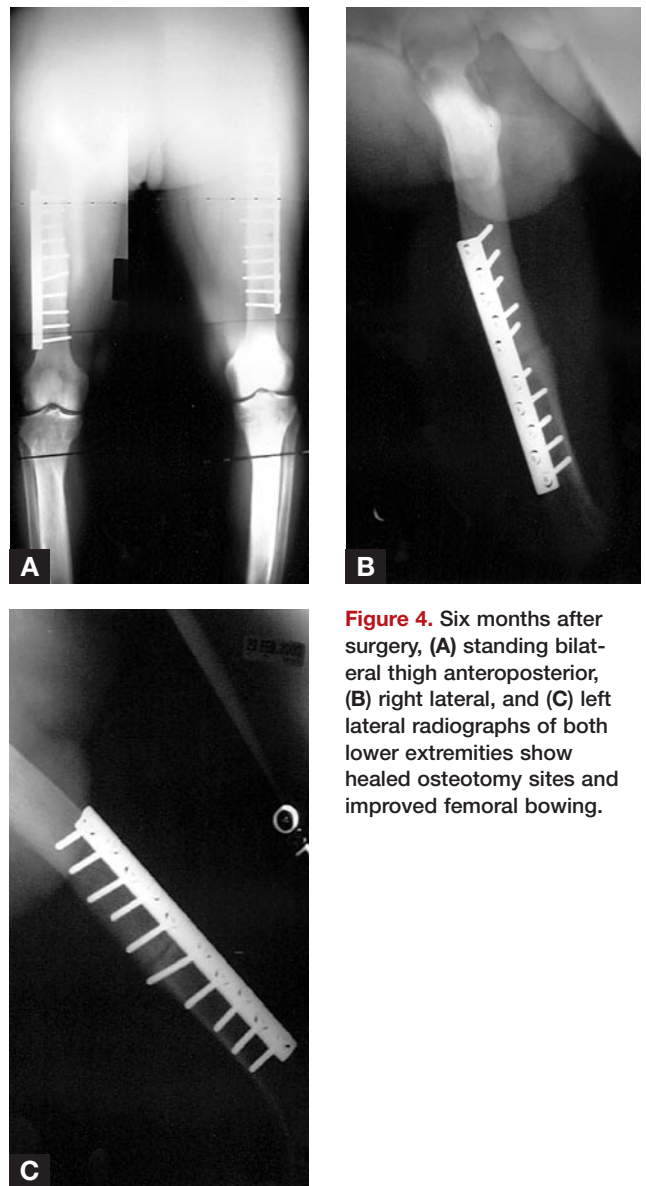 A
B
Figure 4. Six months after
surgery, (A) standing bilat-
eral thigh anteroposterior,
(B) right lateral, and (C) left
lateral radiographs of both
lower extremities show
healed osteotomy sites and
improved femoral bowing.
C